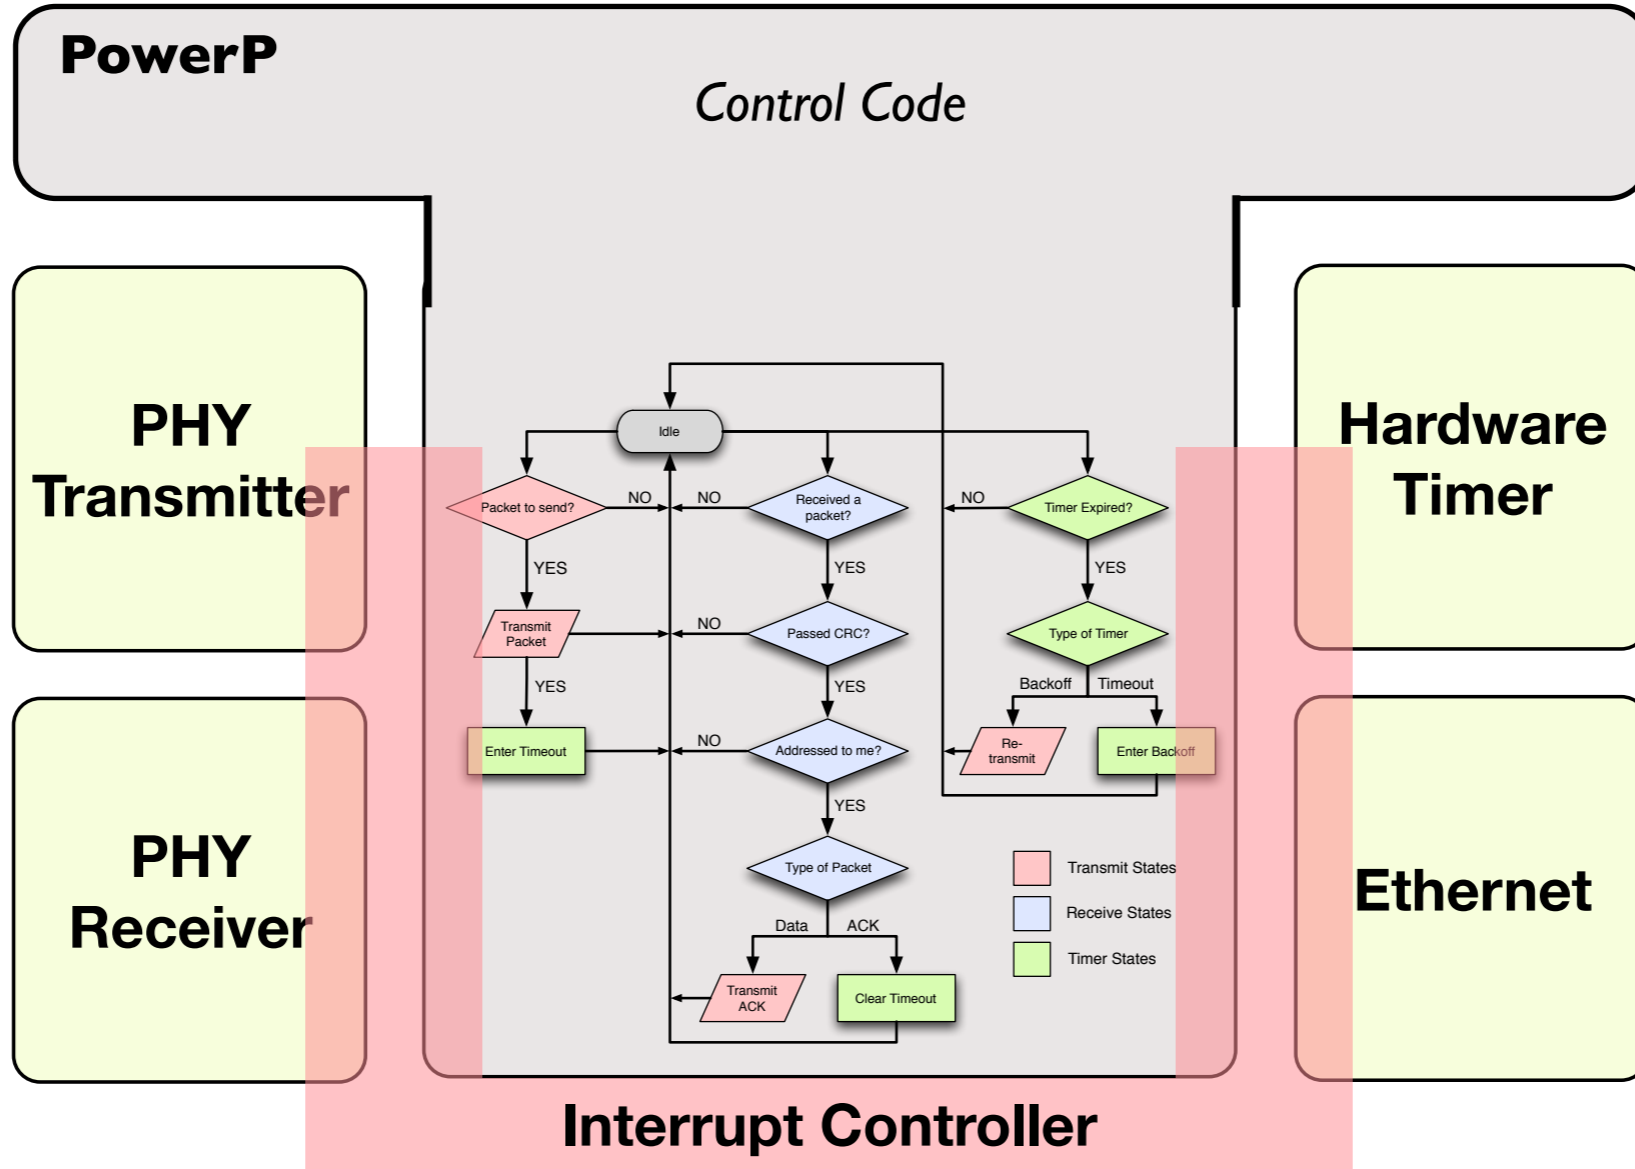 PowerP
Control Code
PHY
Transmitter
PHY
Receiver
Hardware
Timer
Ethernet
Idle
Packet to send?
NO
NO
Received a
packet?
NO
Timer Expired?
YES
YES
YES
Transmit
Packet
NO
Passed CRC?
Type of Timer
YES
YES
Backoff
Timeout
Enter Timeout
NO
Addressed to me?
Re-
transmit
Enter Backoff
YES
Type of Packet
Data
ACK
Transmit
ACK
Clear Timeout
Transmit States
Receive States
Timer States
Interrupt Controller